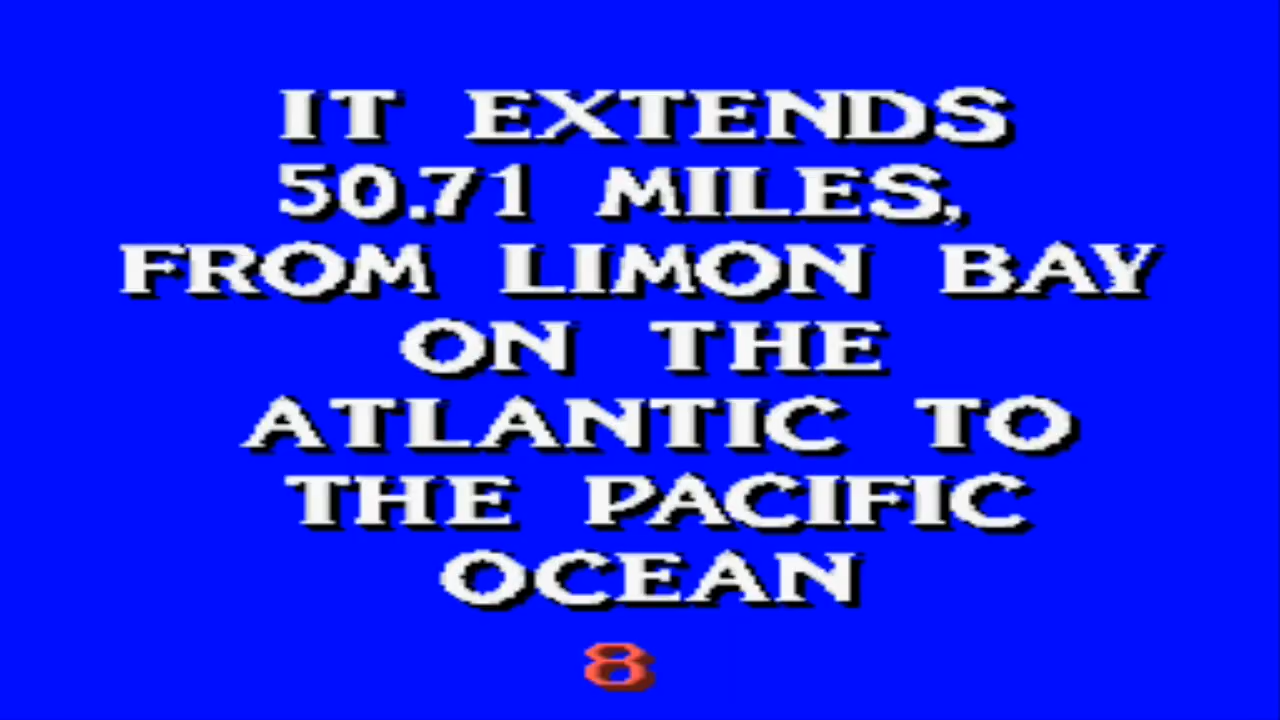 IT EXTENDS
50.71 MILES,
FROM LIMON BAY
ON THE
ATLANTIC TO
THE PACIFIC
OCEAN
8